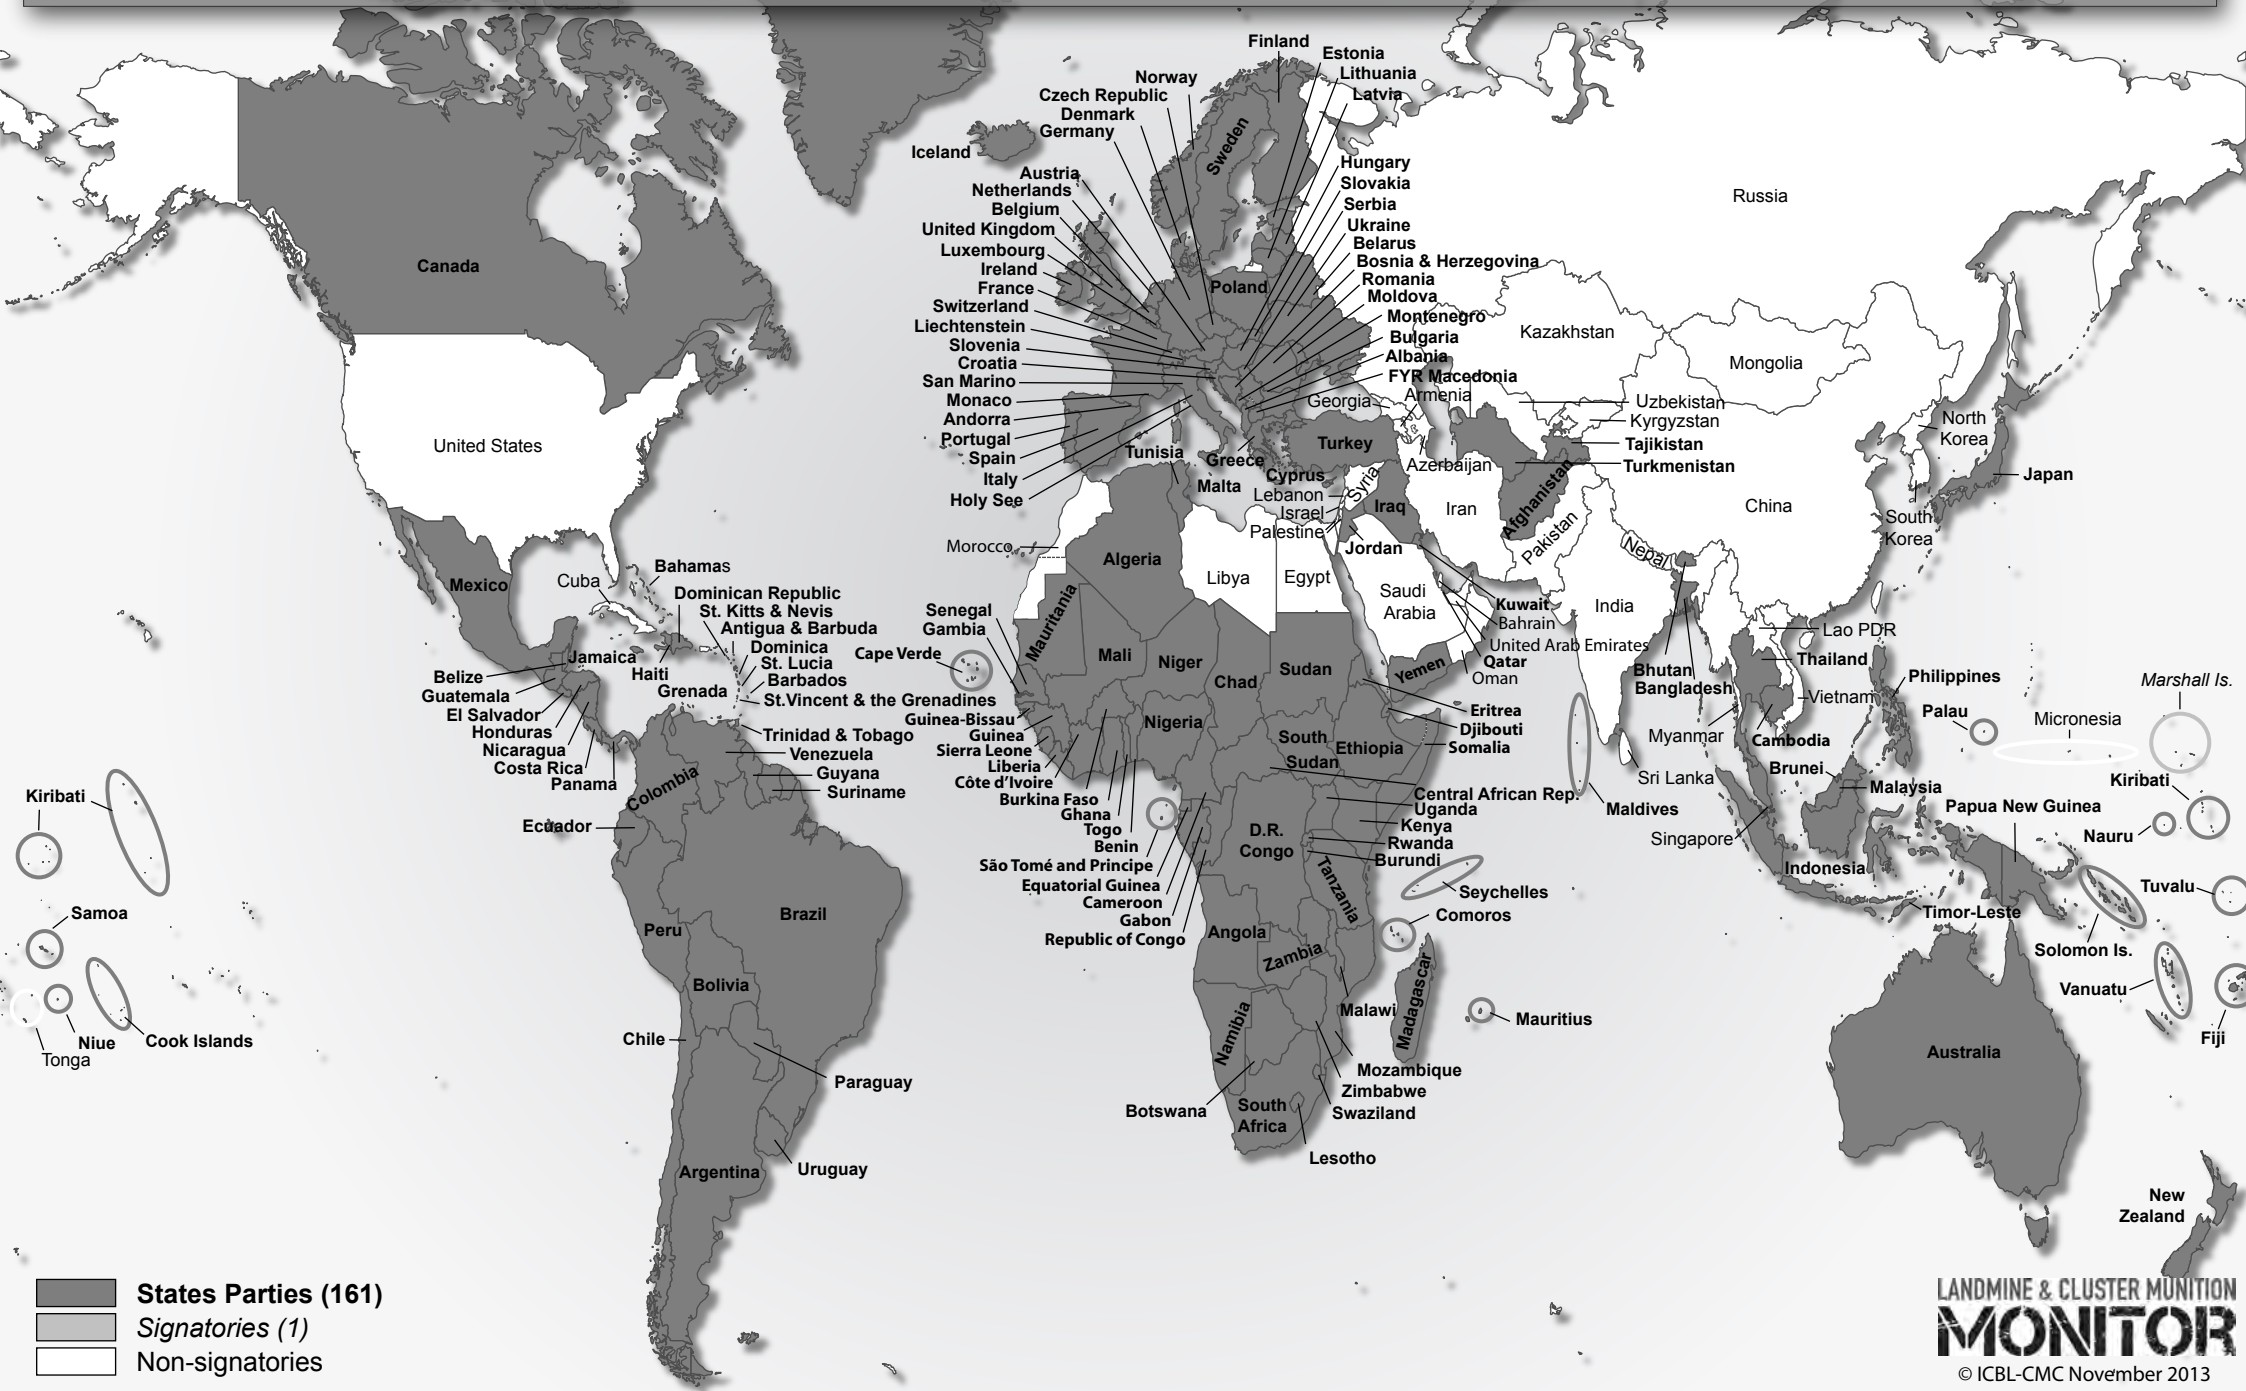 Finland
Estonia
Lithuania
Latvia
Norway
Czech Republic
Denmark
Germany
Iceland
Sweden
Austria
Netherlands
Belgium
United Kingdom
Luxembourg
Ireland
France
Switzerland
Liechtenstein
Slovenia
Croatia
San Marino
Monaco
Andorra
Portugal
Spain
Italy
Holy See
Hungary
Slovakia
Serbia
Ukraine
Belarus
Bosnia & Herzegovina
Romania
Moldova
Montenegro
Bulgaria
Albania
FYR Macedonia
Armenia
Georgia
Poland
Turkey
Tunisia
Greece
Malta
Cyprus
Lebanon
Israel
Palestine
Syria
Iraq
Jordan
Azerbaijan
Iran
Afghanistan
Pakistan
Russia
Kazakhstan
Mongolia
Uzbekistan
Kyrgyzstan
Tajikistan
Turkmenistan
China
North
Korea
South
Korea
Japan
Nepal
India
Canada
United States
Mexico
Cuba
Bahamas
Dominican Republic
St. Kitts & Nevis
Antigua & Barbuda
Dominica
St. Lucia
Barbados
St.Vincent & the Grenadines
Jamaica
Haiti
Grenada
Belize
Guatemala
El Salvador
Honduras
Nicaragua
Costa Rica
Panama
Trinidad & Tobago
Venezuela
Guyana
Suriname
Colombia
Ecuador
Peru
Brazil
Bolivia
Chile
Paraguay
Uruguay
Argentina
Morocco
Algeria
Libya
Egypt
Saudi
Arabia
Kuwait
Bahrain
United Arab Emirates
Qatar
Oman
Yemen
Senegal
Gambia
Cape Verde
Mauritania
Mali
Niger
Chad
Sudan
Nigeria
South
Sudan
Ethiopia
Eritrea
Djibouti
Somalia
Guinea-Bissau
Guinea
Sierra Leone
Liberia
Côte d'Ivoire
Burkina Faso
Ghana
Togo
Benin
São Tomé and Principe
Equatorial Guinea
Cameroon
Gabon
Republic of Congo
Central African Rep.
Uganda
Kenya
Rwanda
Burundi
D.R.
Congo
Tanzania
Seychelles
Comoros
Angola
Zambia
Malawi
Madagascar
Mauritius
Namibia
Mozambique
Zimbabwe
Swaziland
Botswana
South
Africa
Lesotho
Bhutan
Bangladesh
Myanmar
Lao PDR
Thailand
Vietnam
Cambodia
Sri Lanka
Maldives
Brunei
Malaysia
Singapore
Indonesia
Philippines
Palau
Micronesia
Marshall Is.
Kiribati
Papua New Guinea
Nauru
Tuvalu
Timor-Leste
Solomon Is.
Vanuatu
Fiji
Australia
New
Zealand
Kiribati
Samoa
Niue
Tonga
Cook Islands
States Parties (161)
Signatories (1)
Non-signatories
LANDMINE & CLUSTER MUNITION
MONITOR
© ICBL-CMC November 2013